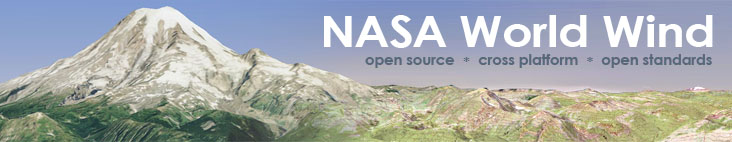 NASA World Wind
open source * cross platform * open standards